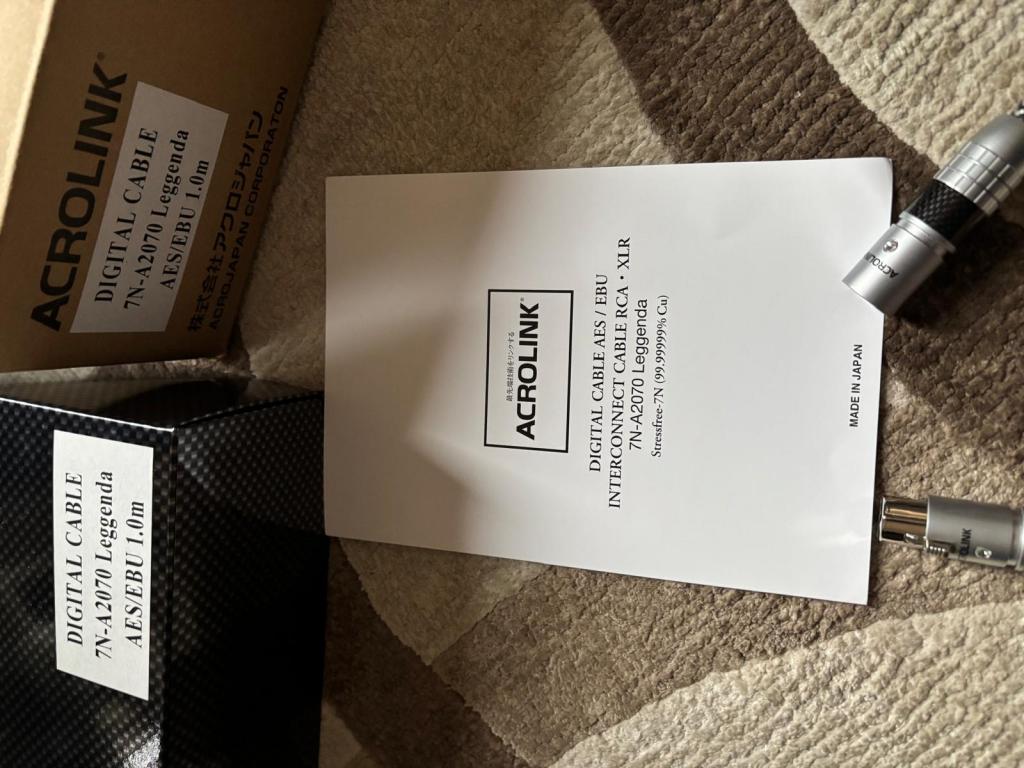 ACROLINK®
DIGITAL CABLE
7N-A2070 Leggenda
AES/EBU 1.0m
株式会社アクロジャパン
ACROJAPAN CORPORATON
DIGITAL CABLE
7N-A2070 Leggenda
AES/EBU 1.0m
最先端技術をリンクする
ACROLINK®
DIGITAL CABLE AES / EBU
INTERCONNECT CABLE RCA・XLR
7N-A2070 Leggenda
Stressfree-7N (99.99999% Cu)
MADE IN JAPAN